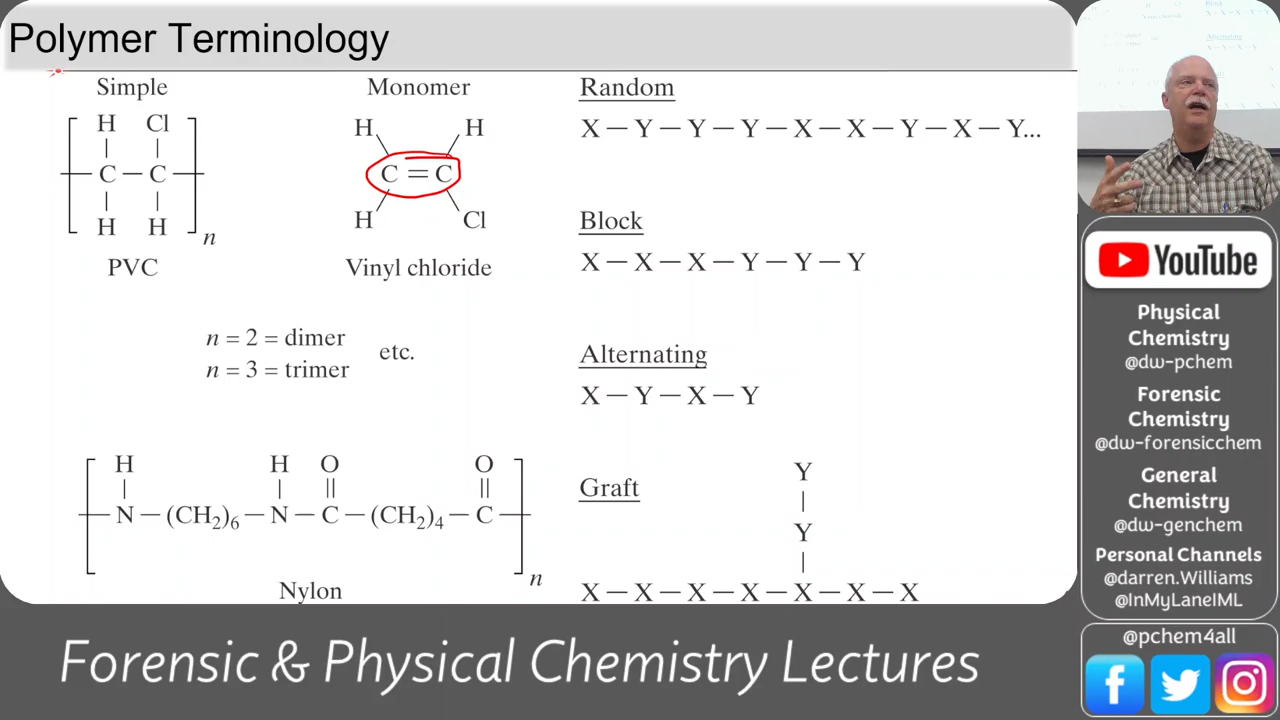 Polymer Terminology
Simple
H Cl
C — C
H H
n
PVC
Monomer
H H
C = C
H Cl
Vinyl chloride
n = 2 = dimer
n = 3 = trimer
etc.
H H O O
N — (CH2)6 — N — C — (CH2)4 — C
n
Nylon
Random
X — Y — Y — Y — X — X — Y — X — Y...
Block
X — X — X — Y — Y — Y
Alternating
X — Y — X — Y
Graft
Y
Y
X — X — X — X — X — X — X
Block
Alternating
YouTube
Physical
Chemistry
@dw-pchem
Forensic
Chemistry
@dw-forensicchem
General
Chemistry
@dw-genchem
Personal Channels
@darren.Williams
@InMyLaneIML
@pchem4all
Forensic & Physical Chemistry Lectures